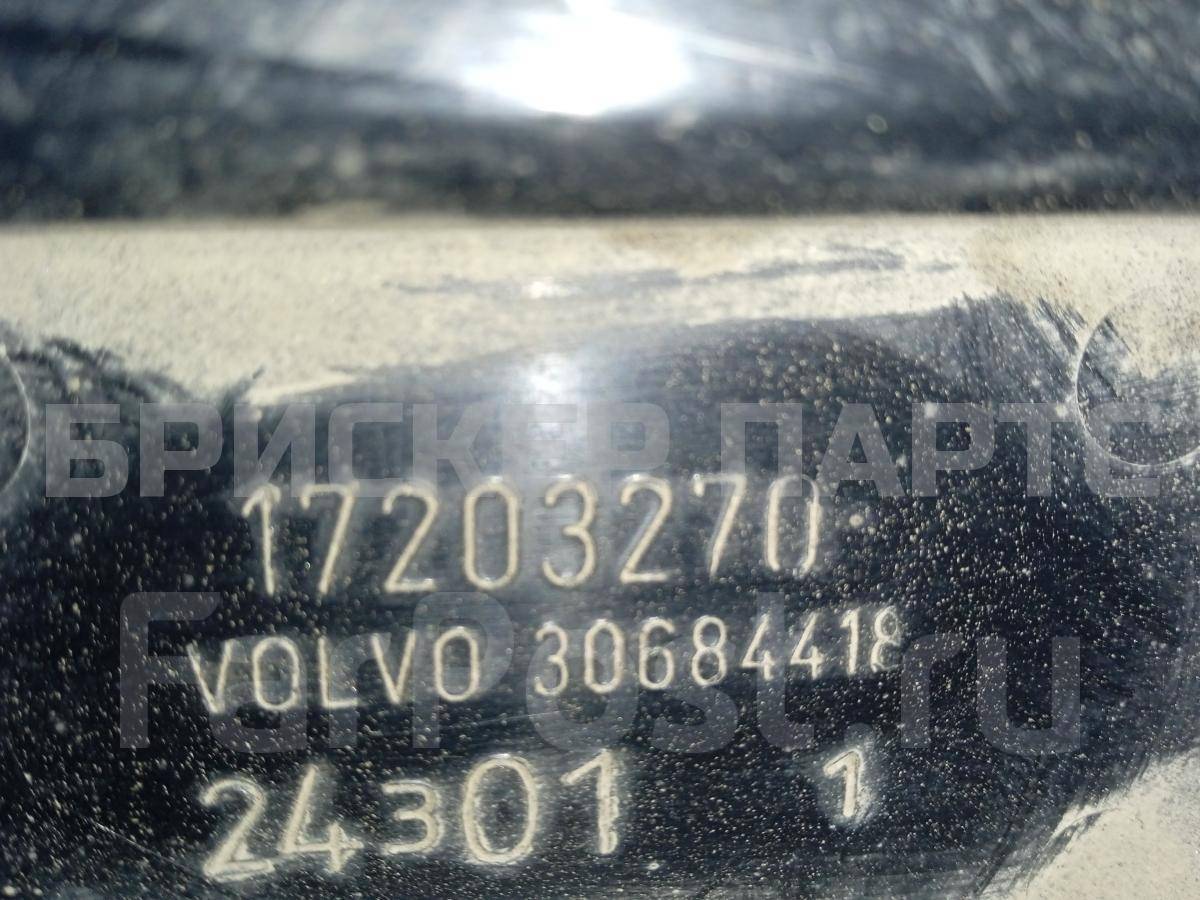 БРИСКЕР ПАРТС
17203270
VOLVO 30684418
FarPost.ru
24301 1